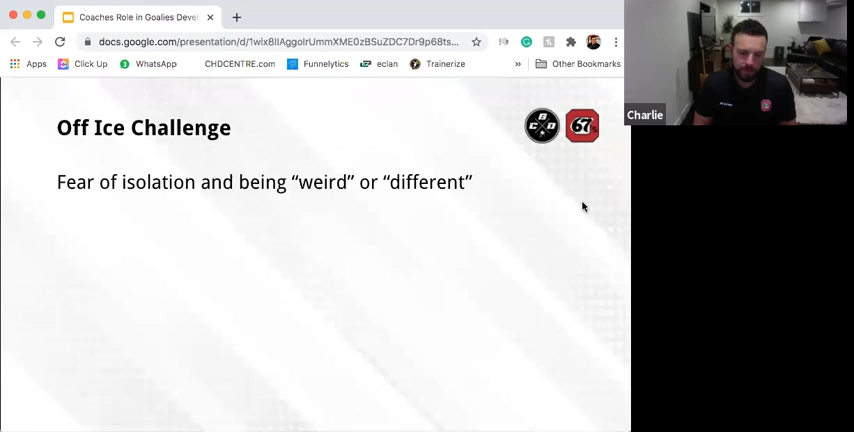 Coaches Role in Goalies Devel
docs.google.com/presentation/d/1wix8IIAggolrUmmXME0zBSuZDC7Dr9p68ts...
Apps Click Up WhatsApp CHDCENTRE.com Funnelytics eclan Trainerize » Other Bookmarks
Charlie
Off Ice Challenge
67's
Fear of isolation and being “weird” or “different”